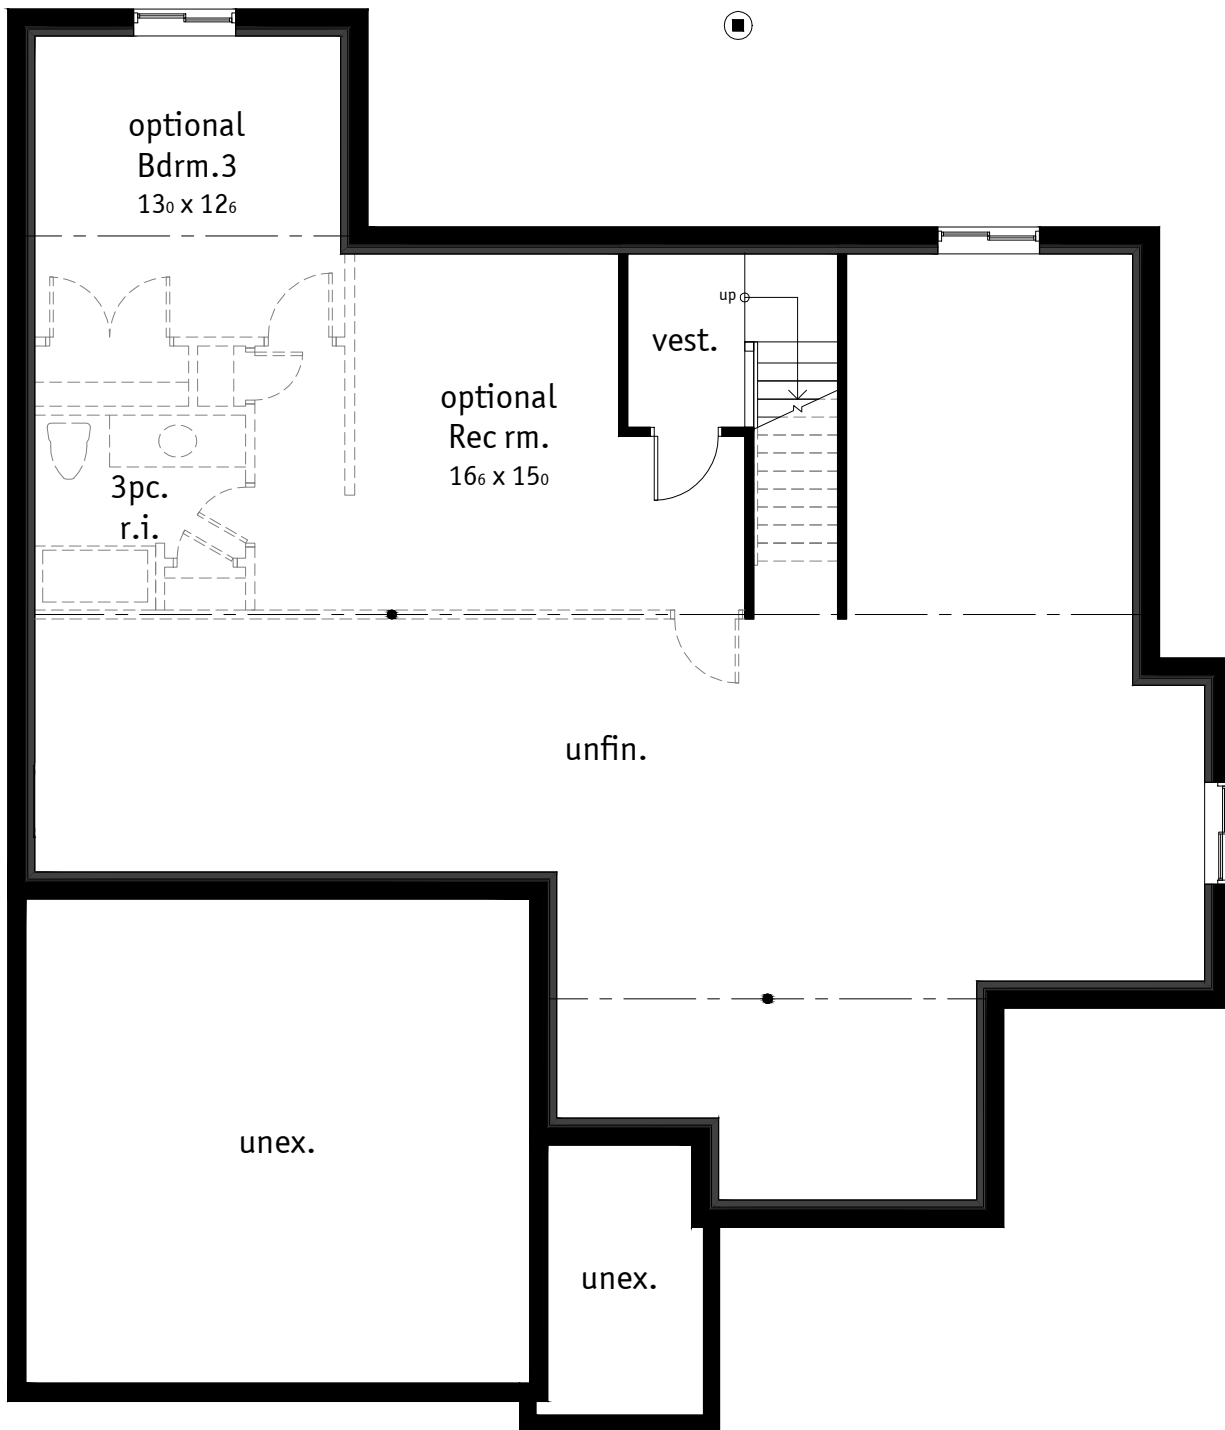 optional
Bdrm.3
13₀ x 12₆
up
vest.
optional
Rec rm.
16₆ x 15₀
3pc.
r.i.
unfin.
unex.
unex.